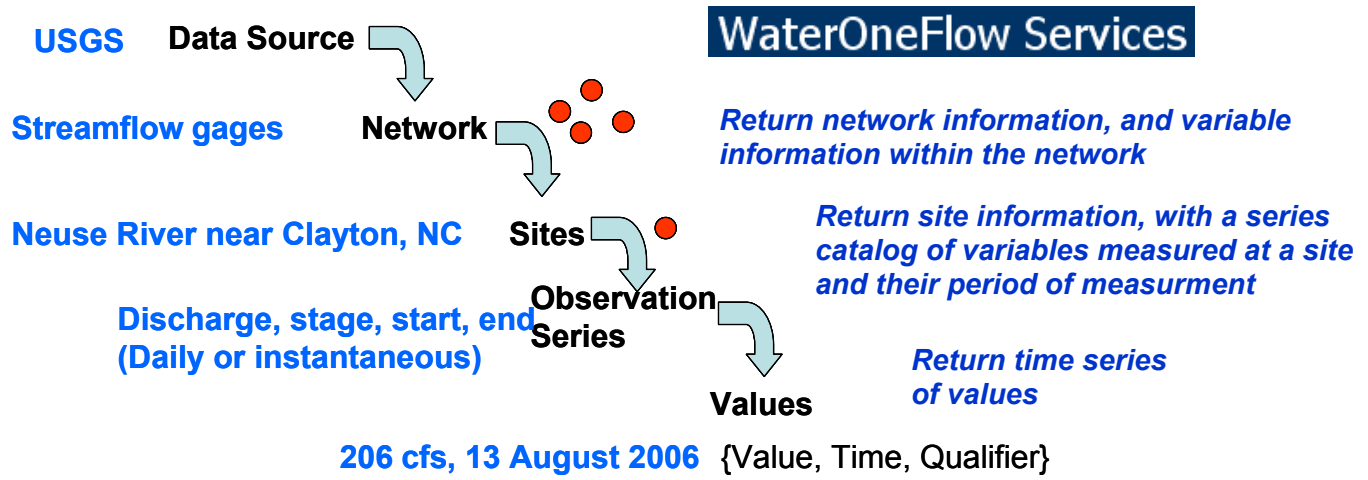 USGS Data Source
WaterOneFlow Services
Streamflow gages Network
Return network information, and variable
information within the network
Neuse River near Clayton, NC Sites
Return site information, with a series
catalog of variables measured at a site
and their period of measurment
Observation
Series
Discharge, stage, start, end
(Daily or instantaneous)
Return time series
of values
Values
206 cfs, 13 August 2006 {Value, Time, Qualifier}